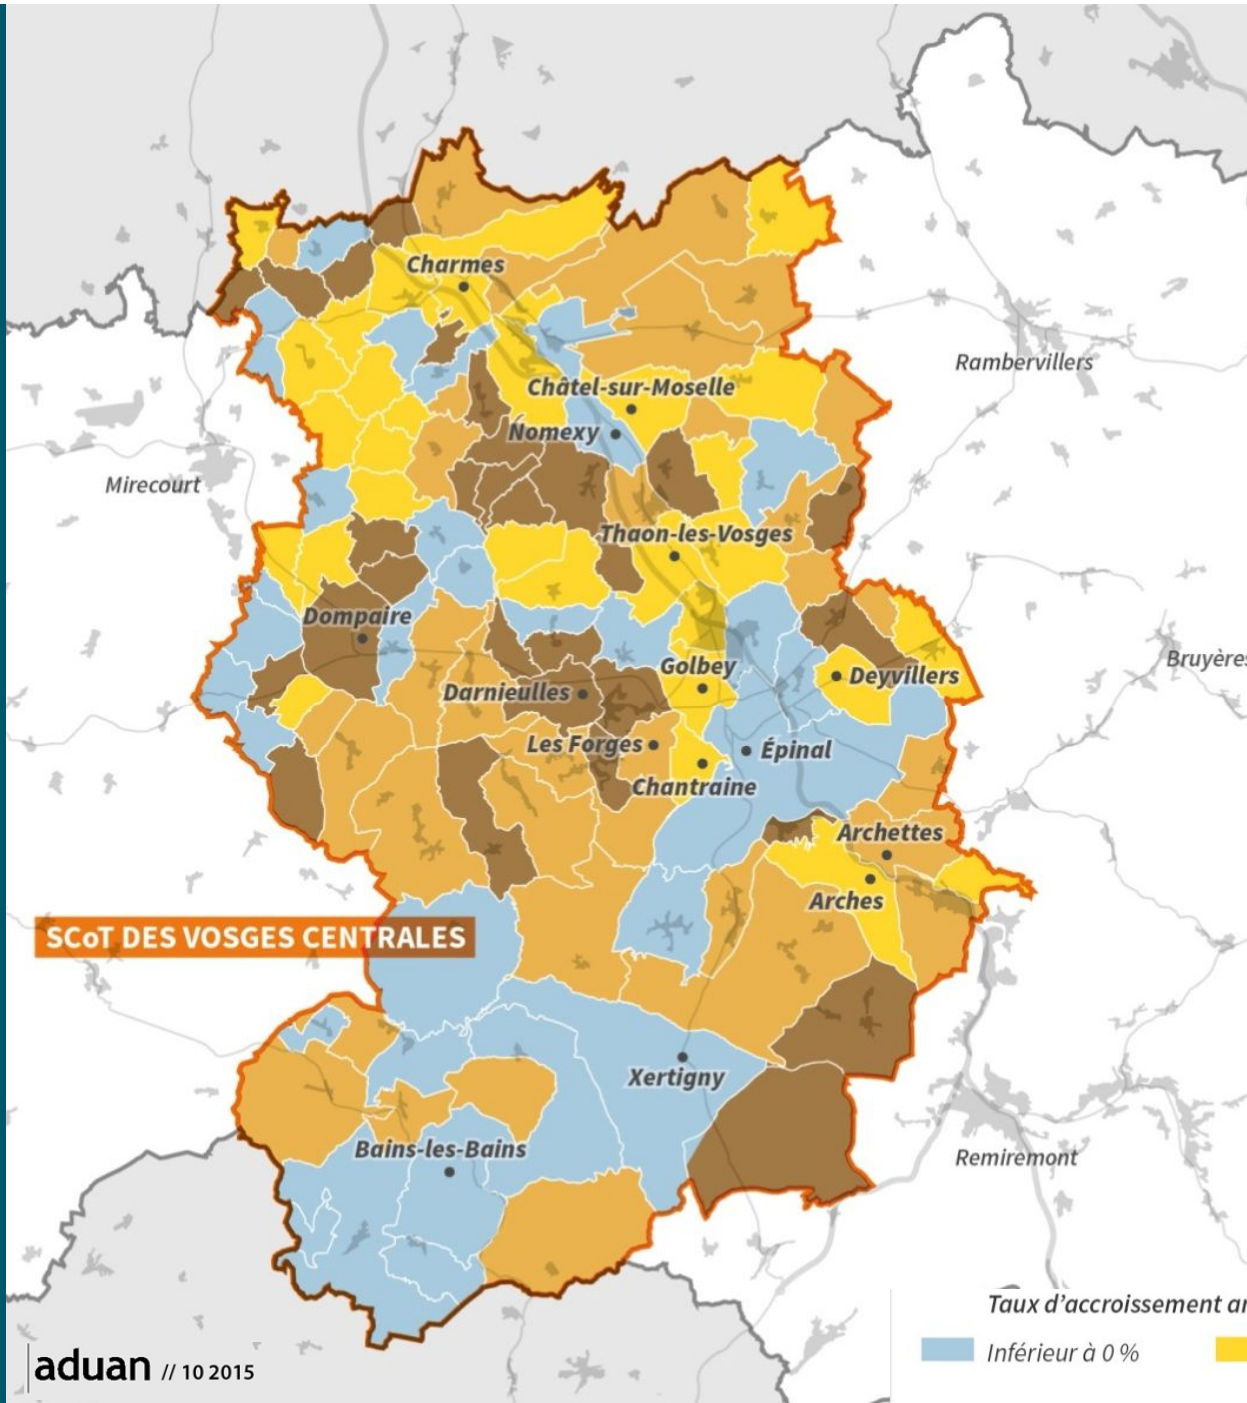 Charmes
Rambervillers
Châtel-sur-Moselle
Nomexy
Mirecourt
Thaon-les-Vosges
Dompaire
Bruyères
Golbey
Deyvillers
Darnieulles
Les Forges
Épinal
Chantraine
Archettes
Arches
SCoT DES VOSGES CENTRALES
Xertigny
Bains-les-Bains
Remiremont
Taux d'accroissement an
Inférieur à 0 %
aduan // 10 2015